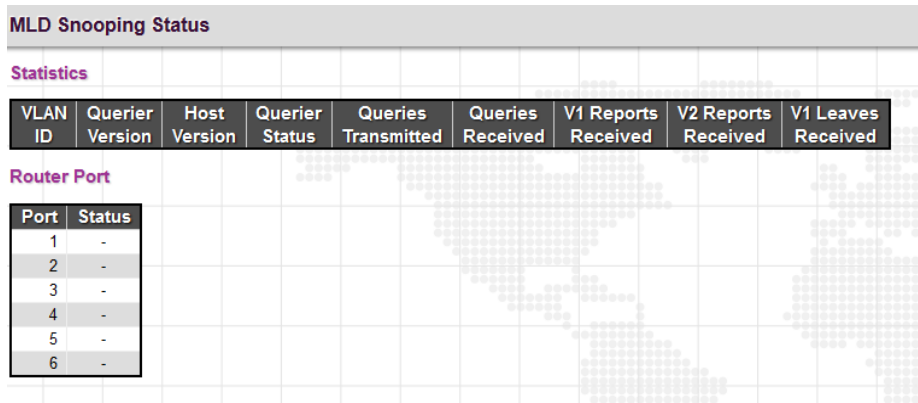 MLD Snooping Status
Statistics
VLAN ID Querier Version Host Version Querier Status Queries Transmitted Queries Received V1 Reports Received V2 Reports Received V1 Leaves Received
Router Port
Port Status
1 -
2 -
3 -
4 -
5 -
6 -